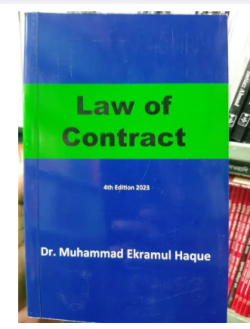 Law of
Contract
4th Edition 2023
Dr. Muhammad Ekramul Haque